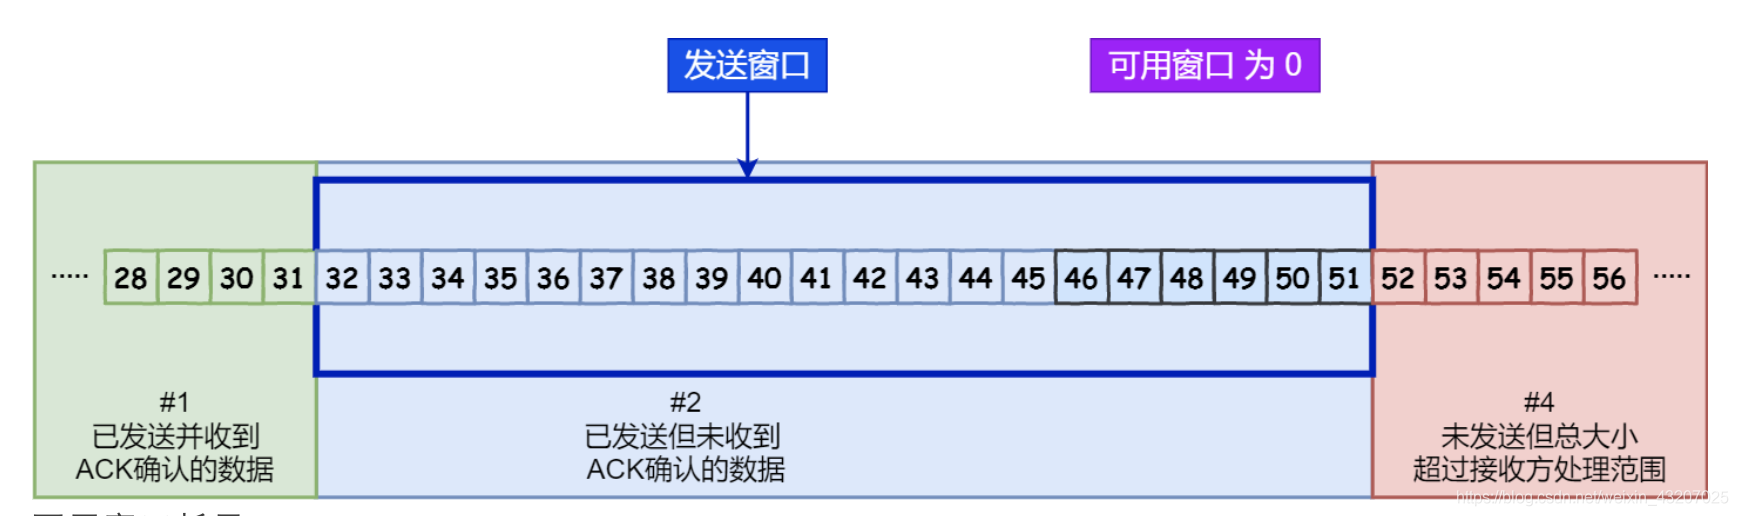 发送窗口
可用窗口 为 0
····· 28 29 30 31 32 33 34 35 36 37 38 39 40 41 42 43 44 45 46 47 48 49 50 51 52 53 54 55 56 ·····
#1
已发送并收到
ACK确认的数据
#2
已发送但未收到
ACK确认的数据
#4
未发送但总大小
超过接收方处理范围
https://blog.csdn.net/weixin_43207025